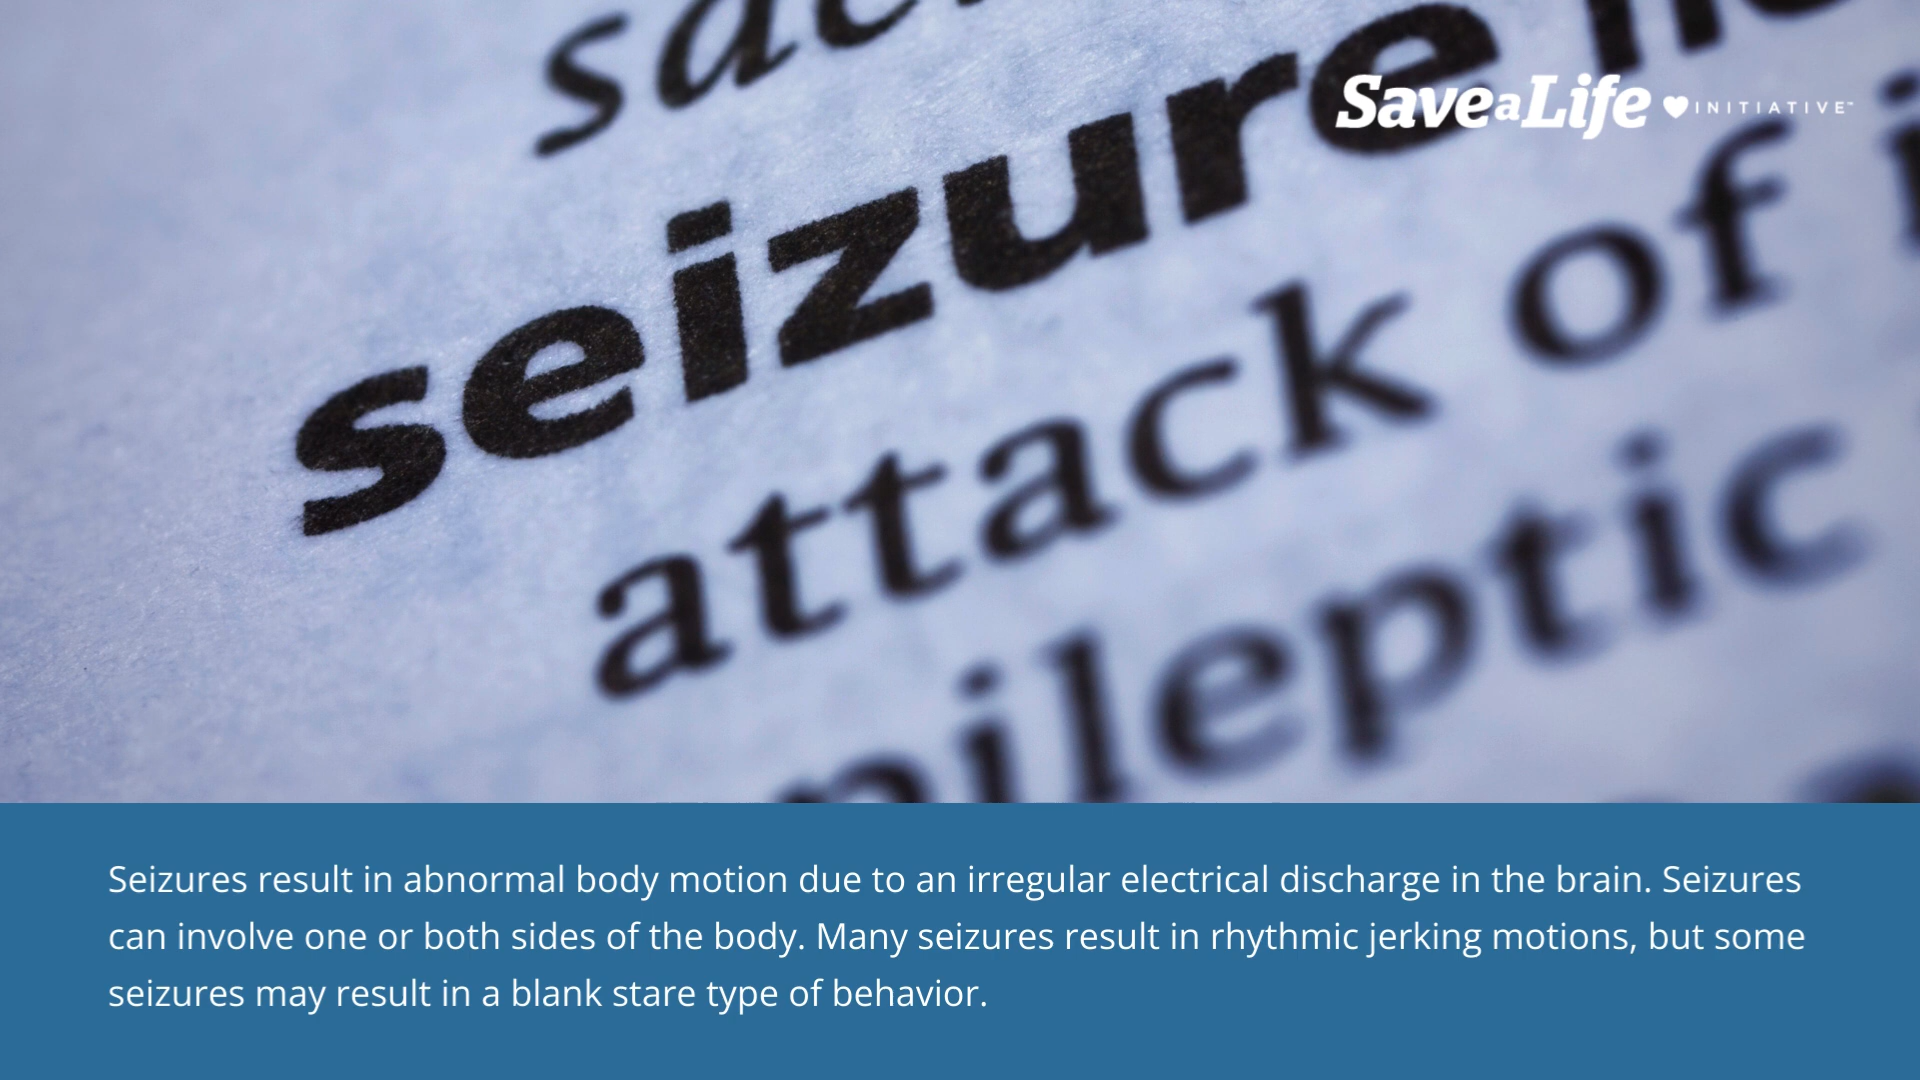 SaveaLife INITIATIVE™
seizure
attack of
epileptic
Seizures result in abnormal body motion due to an irregular electrical discharge in the brain. Seizures
can involve one or both sides of the body. Many seizures result in rhythmic jerking motions, but some
seizures may result in a blank stare type of behavior.